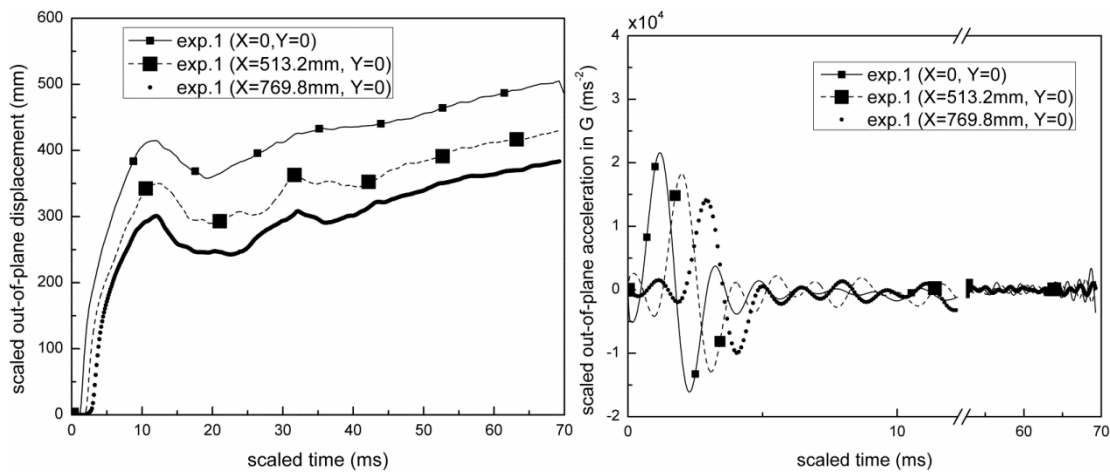 600
500
400
300
200
100
0
scaled out-of-plane displacement (mm)
exp.1 (X=0,Y=0)
exp.1 (X=513.2mm, Y=0)
exp.1 (X=769.8mm, Y=0)
0 10 20 30 40 50 60 70
scaled time (ms)
×10⁴
4
3
2
1
0
-1
-2
scaled out-of-plane acceleration in G (ms⁻²)
exp.1 (X=0, Y=0)
exp.1 (X=513.2mm, Y=0)
exp.1 (X=769.8mm, Y=0)
0 10 60 70
scaled time (ms)